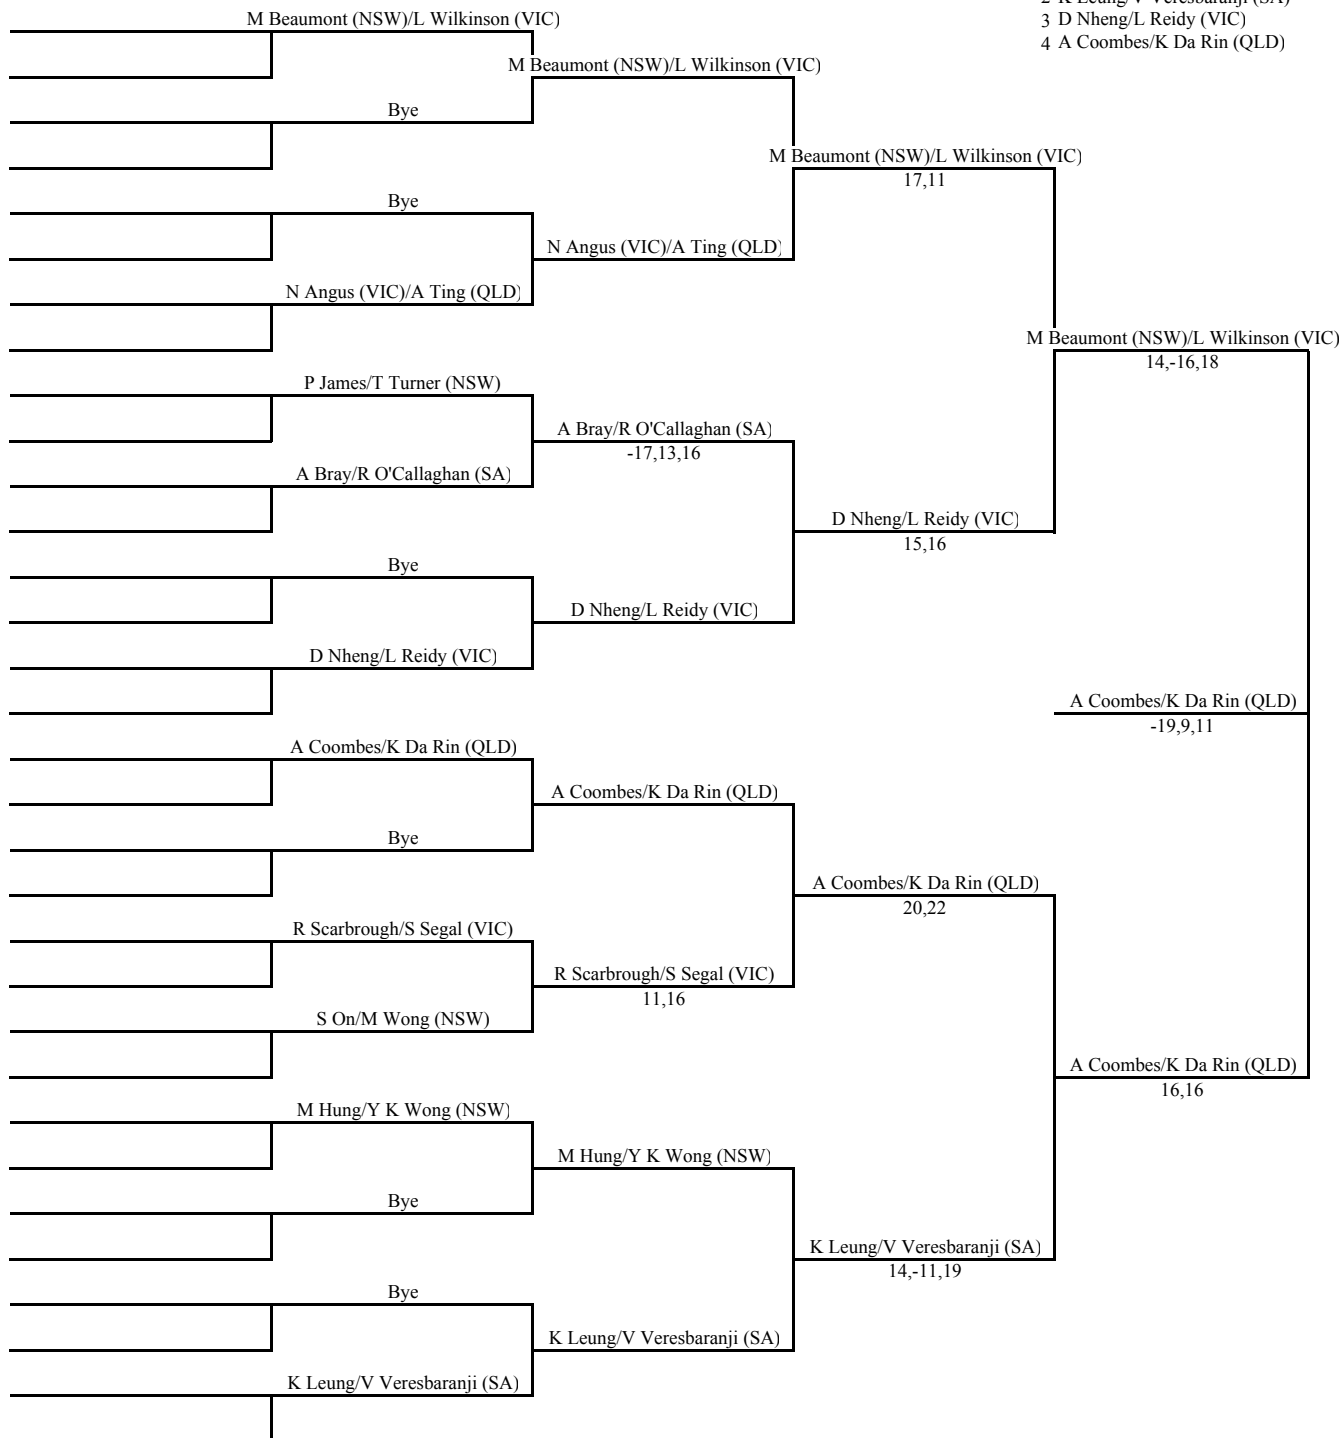 2 K Leung/V Veresbaranji (SA)
3 D Nheng/L Reidy (VIC)
4 A Coombes/K Da Rin (QLD)
M Beaumont (NSW)/L Wilkinson (VIC)
M Beaumont (NSW)/L Wilkinson (VIC)
Bye
M Beaumont (NSW)/L Wilkinson (VIC)
17,11
Bye
N Angus (VIC)/A Ting (QLD)
N Angus (VIC)/A Ting (QLD)
M Beaumont (NSW)/L Wilkinson (VIC)
14,-16,18
P James/T Turner (NSW)
A Bray/R O'Callaghan (SA)
-17,13,16
A Bray/R O'Callaghan (SA)
D Nheng/L Reidy (VIC)
15,16
Bye
D Nheng/L Reidy (VIC)
D Nheng/L Reidy (VIC)
A Coombes/K Da Rin (QLD)
-19,9,11
A Coombes/K Da Rin (QLD)
A Coombes/K Da Rin (QLD)
Bye
A Coombes/K Da Rin (QLD)
20,22
R Scarbrough/S Segal (VIC)
R Scarbrough/S Segal (VIC)
11,16
S On/M Wong (NSW)
A Coombes/K Da Rin (QLD)
16,16
M Hung/Y K Wong (NSW)
M Hung/Y K Wong (NSW)
Bye
K Leung/V Veresbaranji (SA)
14,-11,19
Bye
K Leung/V Veresbaranji (SA)
K Leung/V Veresbaranji (SA)